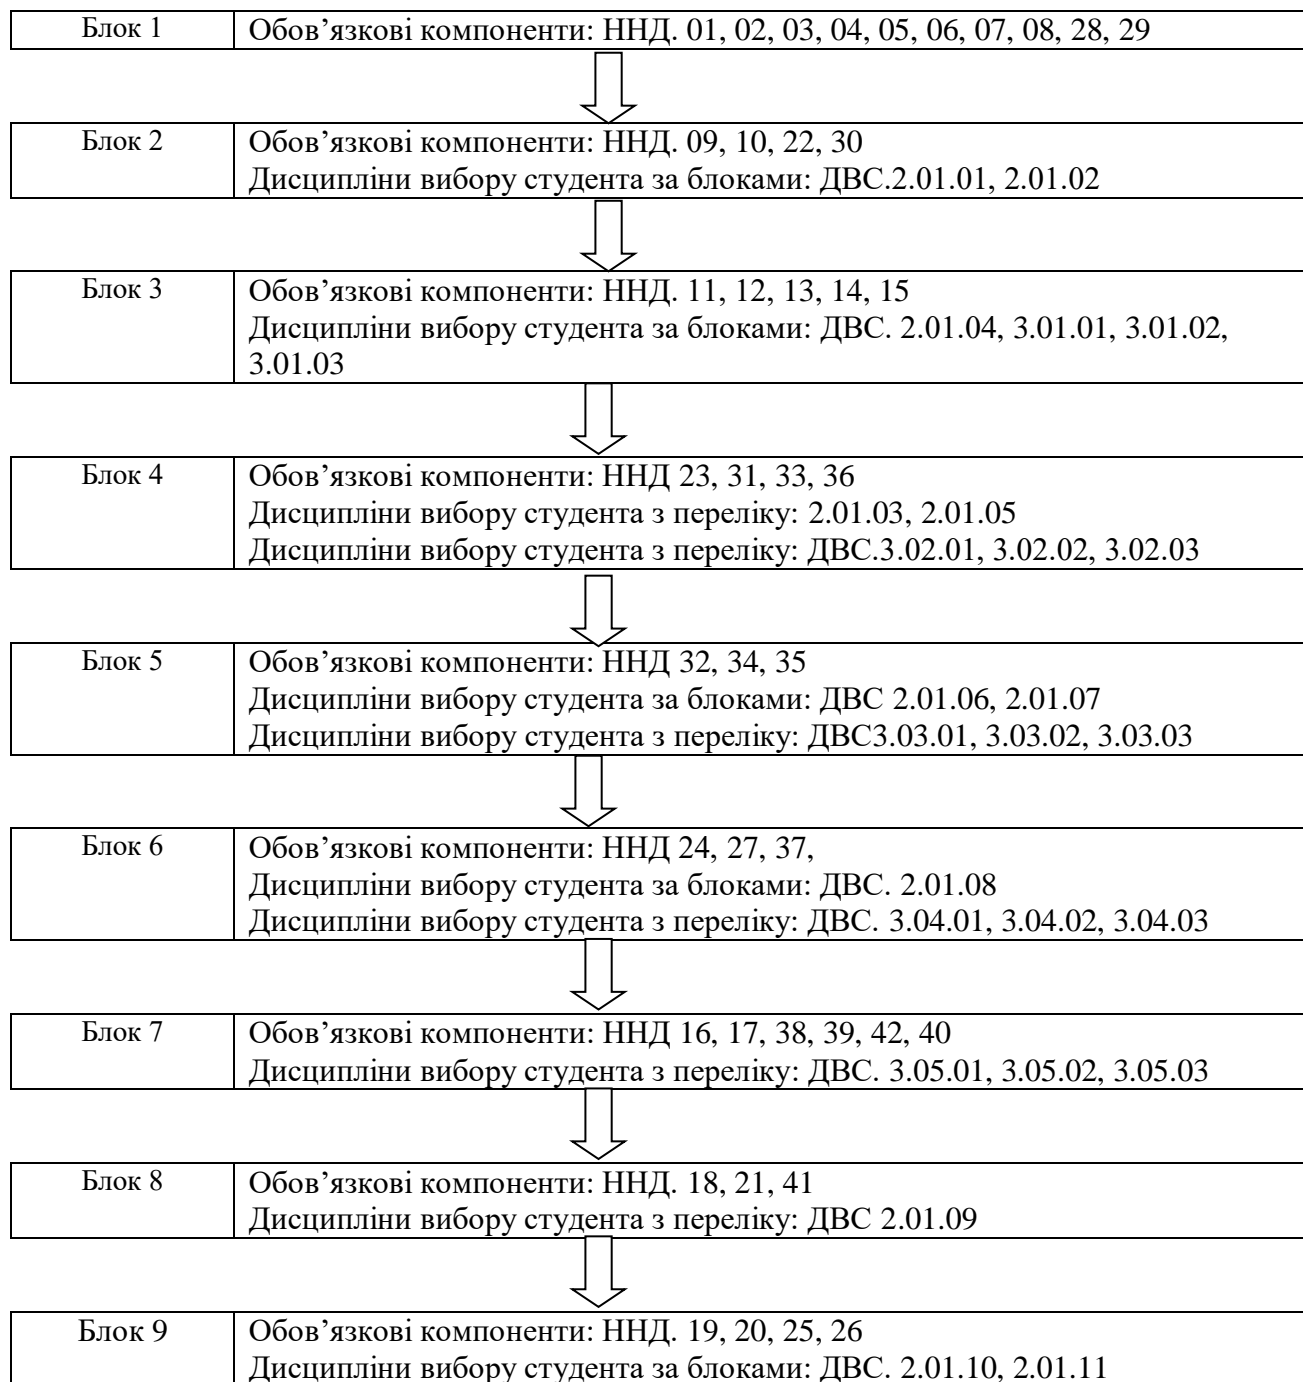 Блок 1 Обов’язкові компоненти: ННД. 01, 02, 03, 04, 05, 06, 07, 08, 28, 29
Блок 2 Обов’язкові компоненти: ННД. 09, 10, 22, 30
Дисципліни вибору студента за блоками: ДВС.2.01.01, 2.01.02
Блок 3 Обов’язкові компоненти: ННД. 11, 12, 13, 14, 15
Дисципліни вибору студента за блоками: ДВС. 2.01.04, 3.01.01, 3.01.02,
3.01.03
Блок 4 Обов’язкові компоненти: ННД 23, 31, 33, 36
Дисципліни вибору студента з переліку: 2.01.03, 2.01.05
Дисципліни вибору студента з переліку: ДВС.3.02.01, 3.02.02, 3.02.03
Блок 5 Обов’язкові компоненти: ННД 32, 34, 35
Дисципліни вибору студента за блоками: ДВС 2.01.06, 2.01.07
Дисципліни вибору студента з переліку: ДВС3.03.01, 3.03.02, 3.03.03
Блок 6 Обов’язкові компоненти: ННД 24, 27, 37,
Дисципліни вибору студента за блоками: ДВС. 2.01.08
Дисципліни вибору студента з переліку: ДВС. 3.04.01, 3.04.02, 3.04.03
Блок 7 Обов’язкові компоненти: ННД 16, 17, 38, 39, 42, 40
Дисципліни вибору студента з переліку: ДВС. 3.05.01, 3.05.02, 3.05.03
Блок 8 Обов’язкові компоненти: ННД. 18, 21, 41
Дисципліни вибору студента з переліку: ДВС 2.01.09
Блок 9 Обов’язкові компоненти: ННД. 19, 20, 25, 26
Дисципліни вибору студента за блоками: ДВС. 2.01.10, 2.01.11